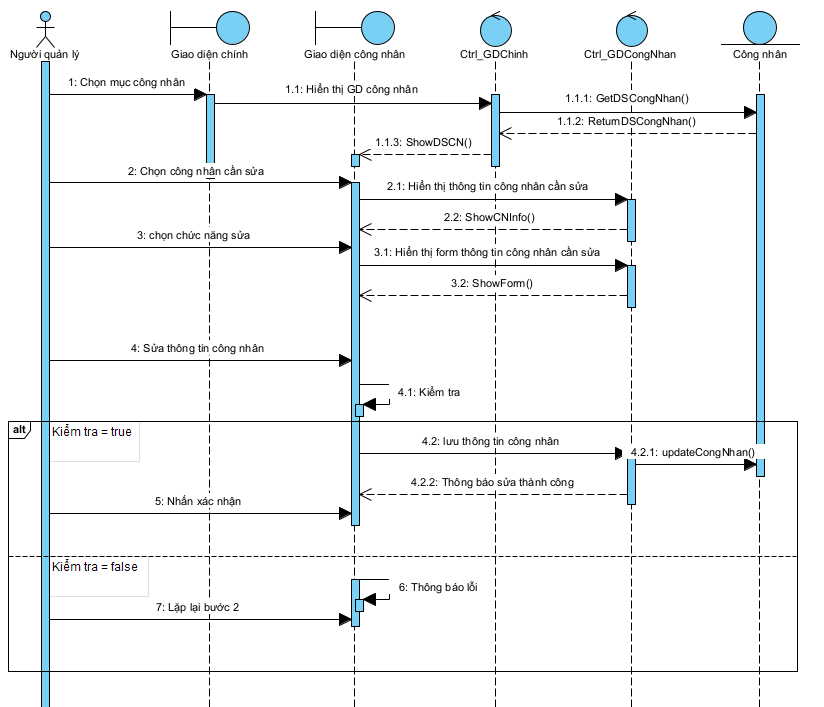 Người quản lý
Giao diện chính
Giao diện công nhân
Ctrl_GDChinh
Ctrl_GDCongNhan
Công nhân
1: Chọn mục công nhân
1.1: Hiển thị GD công nhân
1.1.1: GetDSCongNhan()
1.1.2: ReturnDSCongNhan()
1.1.3: ShowDSCN()
2: Chọn công nhân cần sửa
2.1: Hiển thị thông tin công nhân cần sửa
2.2: ShowCNInfo()
3: chọn chức năng sửa
3.1: Hiển thị form thông tin công nhân cần sửa
3.2: ShowForm()
4: Sửa thông tin công nhân
4.1: Kiểm tra
alt
Kiểm tra = true
4.2: lưu thông tin công nhân
4.2.1: updateCongNhan()
4.2.2: Thông báo sửa thành công
5: Nhấn xác nhận
Kiểm tra = false
6: Thông báo lỗi
7: Lặp lại bước 2